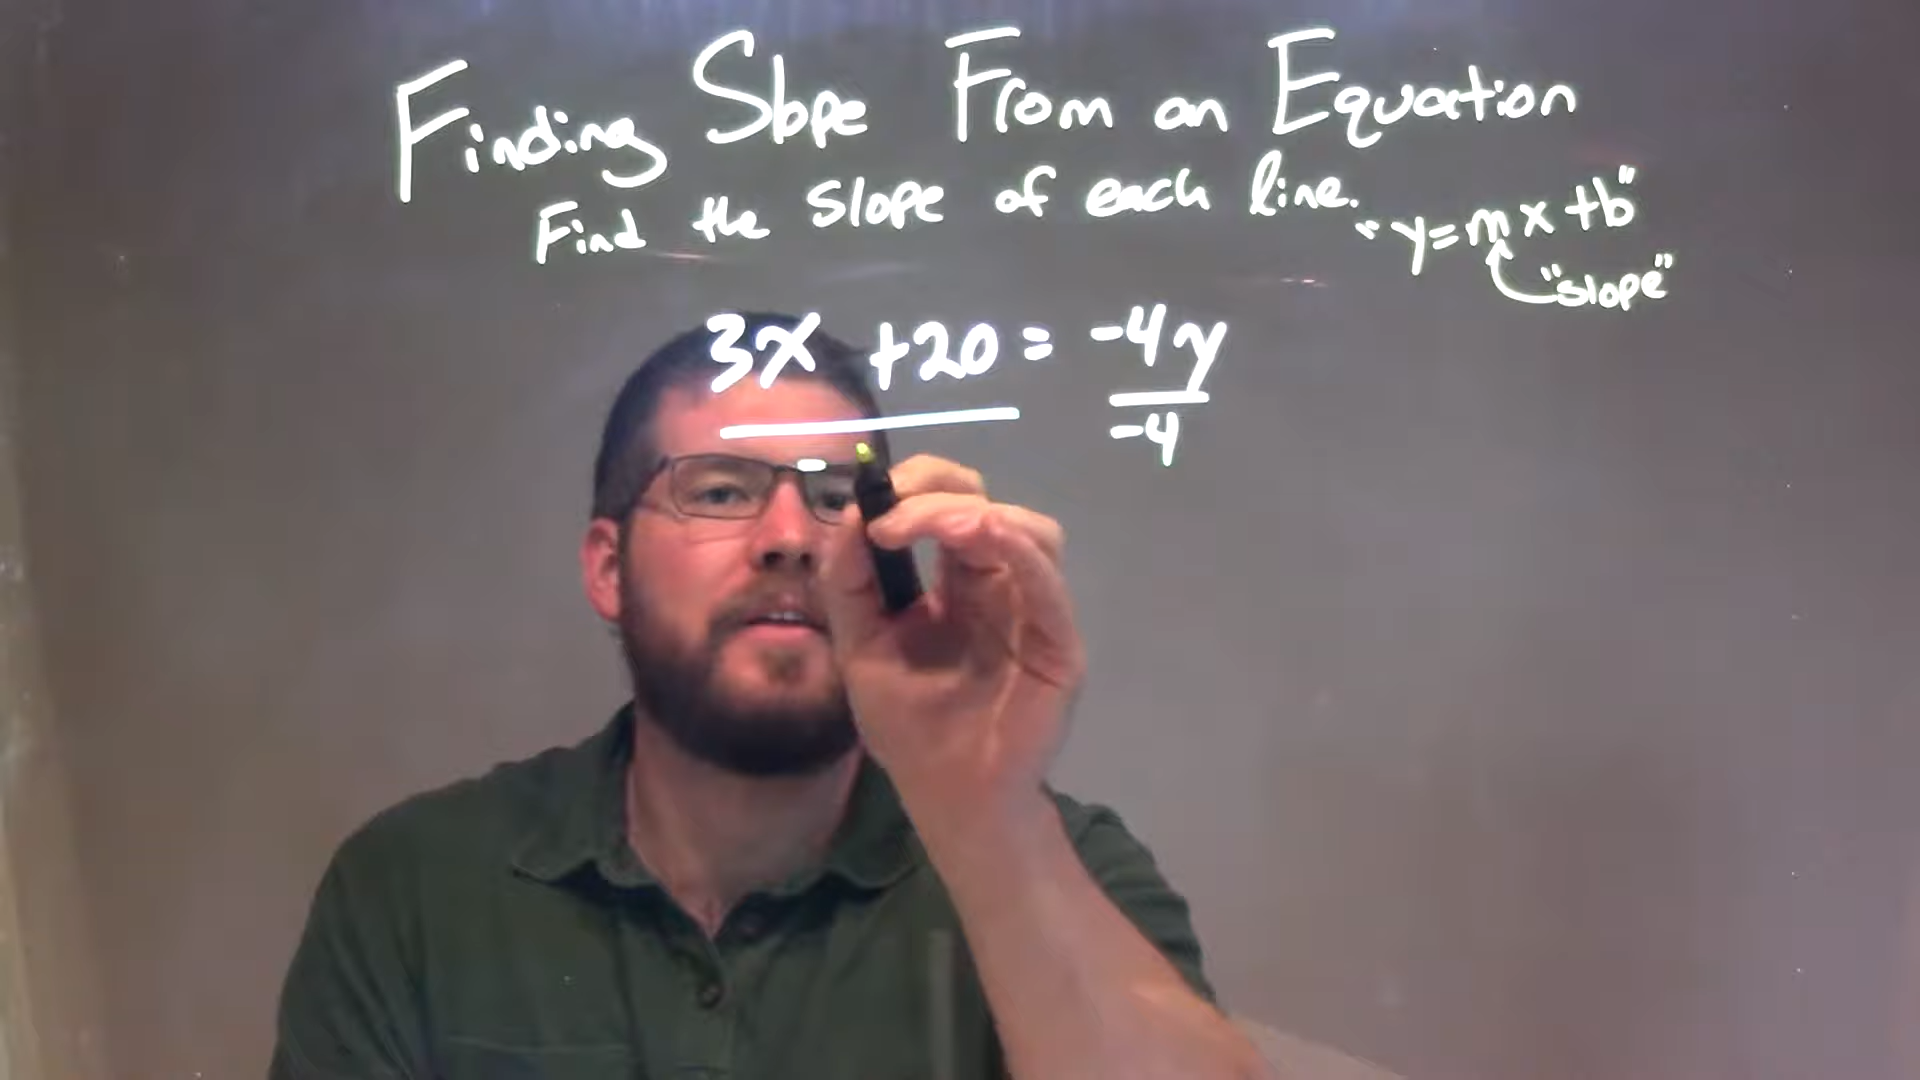 Finding Slope From an Equation
Find the slope of each line.
"y=mx+b"
"slope"
3x +20 = -4y
-4